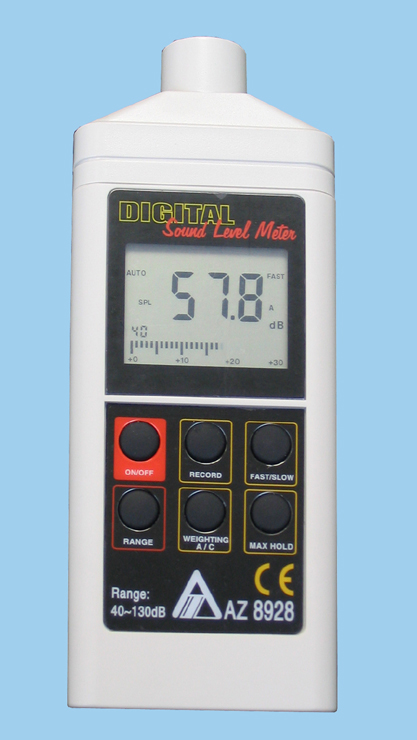 DIGITAL
Sound Level Meter
AUTO
FAST
SPL
57.8
A
dB
40
+0 +10 +20 +30
ON/OFF
RECORD
FAST/SLOW
RANGE
WEIGHTING
A / C
MAX HOLD
CE
Range:
40~130dB
AZ 8928